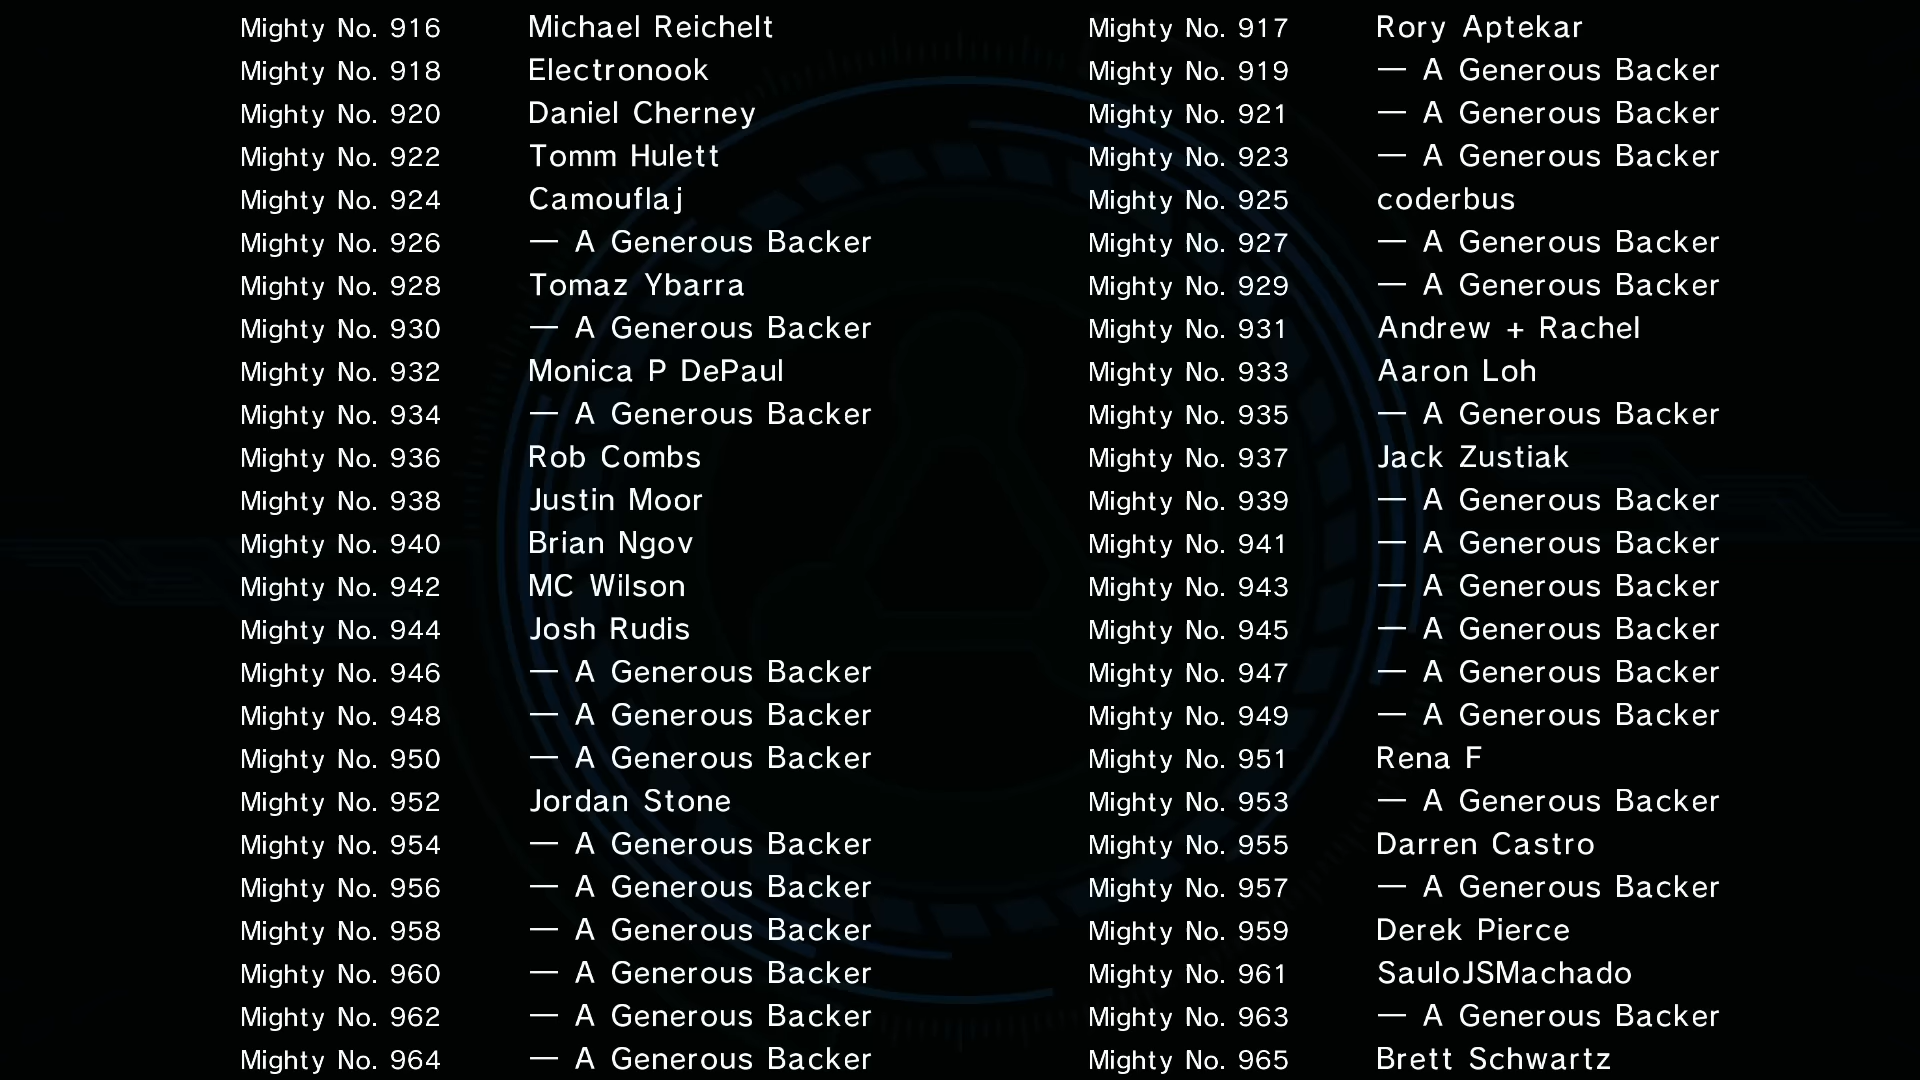 Mighty No. 916 Michael Reichelt Mighty No. 917 Rory Aptekar
Mighty No. 918 Electronook Mighty No. 919 — A Generous Backer
Mighty No. 920 Daniel Cherney Mighty No. 921 — A Generous Backer
Mighty No. 922 Tomm Hulett Mighty No. 923 — A Generous Backer
Mighty No. 924 Camouflaj Mighty No. 925 coderbus
Mighty No. 926 — A Generous Backer Mighty No. 927 — A Generous Backer
Mighty No. 928 Tomaz Ybarra Mighty No. 929 — A Generous Backer
Mighty No. 930 — A Generous Backer Mighty No. 931 Andrew + Rachel
Mighty No. 932 Monica P DePaul Mighty No. 933 Aaron Loh
Mighty No. 934 — A Generous Backer Mighty No. 935 — A Generous Backer
Mighty No. 936 Rob Combs Mighty No. 937 Jack Zustiak
Mighty No. 938 Justin Moor Mighty No. 939 — A Generous Backer
Mighty No. 940 Brian Ngov Mighty No. 941 — A Generous Backer
Mighty No. 942 MC Wilson Mighty No. 943 — A Generous Backer
Mighty No. 944 Josh Rudis Mighty No. 945 — A Generous Backer
Mighty No. 946 — A Generous Backer Mighty No. 947 — A Generous Backer
Mighty No. 948 — A Generous Backer Mighty No. 949 — A Generous Backer
Mighty No. 950 — A Generous Backer Mighty No. 951 Rena F
Mighty No. 952 Jordan Stone Mighty No. 953 — A Generous Backer
Mighty No. 954 — A Generous Backer Mighty No. 955 Darren Castro
Mighty No. 956 — A Generous Backer Mighty No. 957 — A Generous Backer
Mighty No. 958 — A Generous Backer Mighty No. 959 Derek Pierce
Mighty No. 960 — A Generous Backer Mighty No. 961 SauloJSMachado
Mighty No. 962 — A Generous Backer Mighty No. 963 — A Generous Backer
Mighty No. 964 — A Generous Backer Mighty No. 965 Brett Schwartz